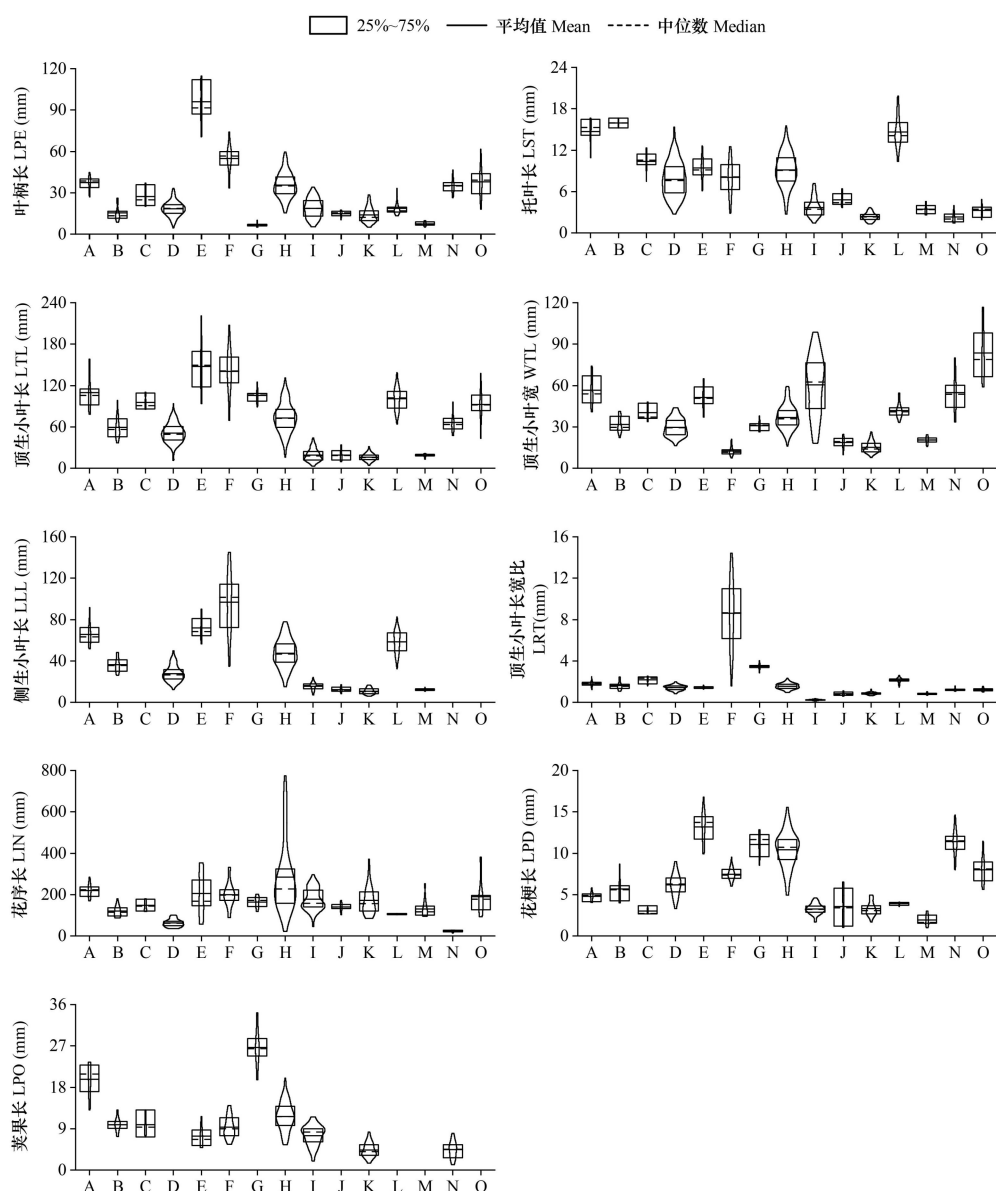 25%~75% 平均值 Mean 中位数 Median
叶柄长 LPE (mm)
120
90
60
30
0
A B C D E F G H I J K L M N O
托叶长 LST (mm)
24
18
12
6
0
A B C D E F G H I J K L M N O
顶生小叶长 LTL (mm)
240
180
120
60
0
A B C D E F G H I J K L M N O
顶生小叶宽 WTL (mm)
120
90
60
30
0
A B C D E F G H I J K L M N O
侧生小叶长 LLL (mm)
160
120
80
40
0
A B C D E F G H I J K L M N O
顶生小叶长宽比
LRT(mm)
16
12
8
4
0
A B C D E F G H I J K L M N O
花序长 LIN (mm)
800
600
400
200
0
A B C D E F G H I J K L M N O
花梗长 LPD (mm)
20
15
10
5
0
A B C D E F G H I J K L M N O
荚果长 LPO (mm)
36
27
18
9
0
A B C D E F G H I J K L M N O